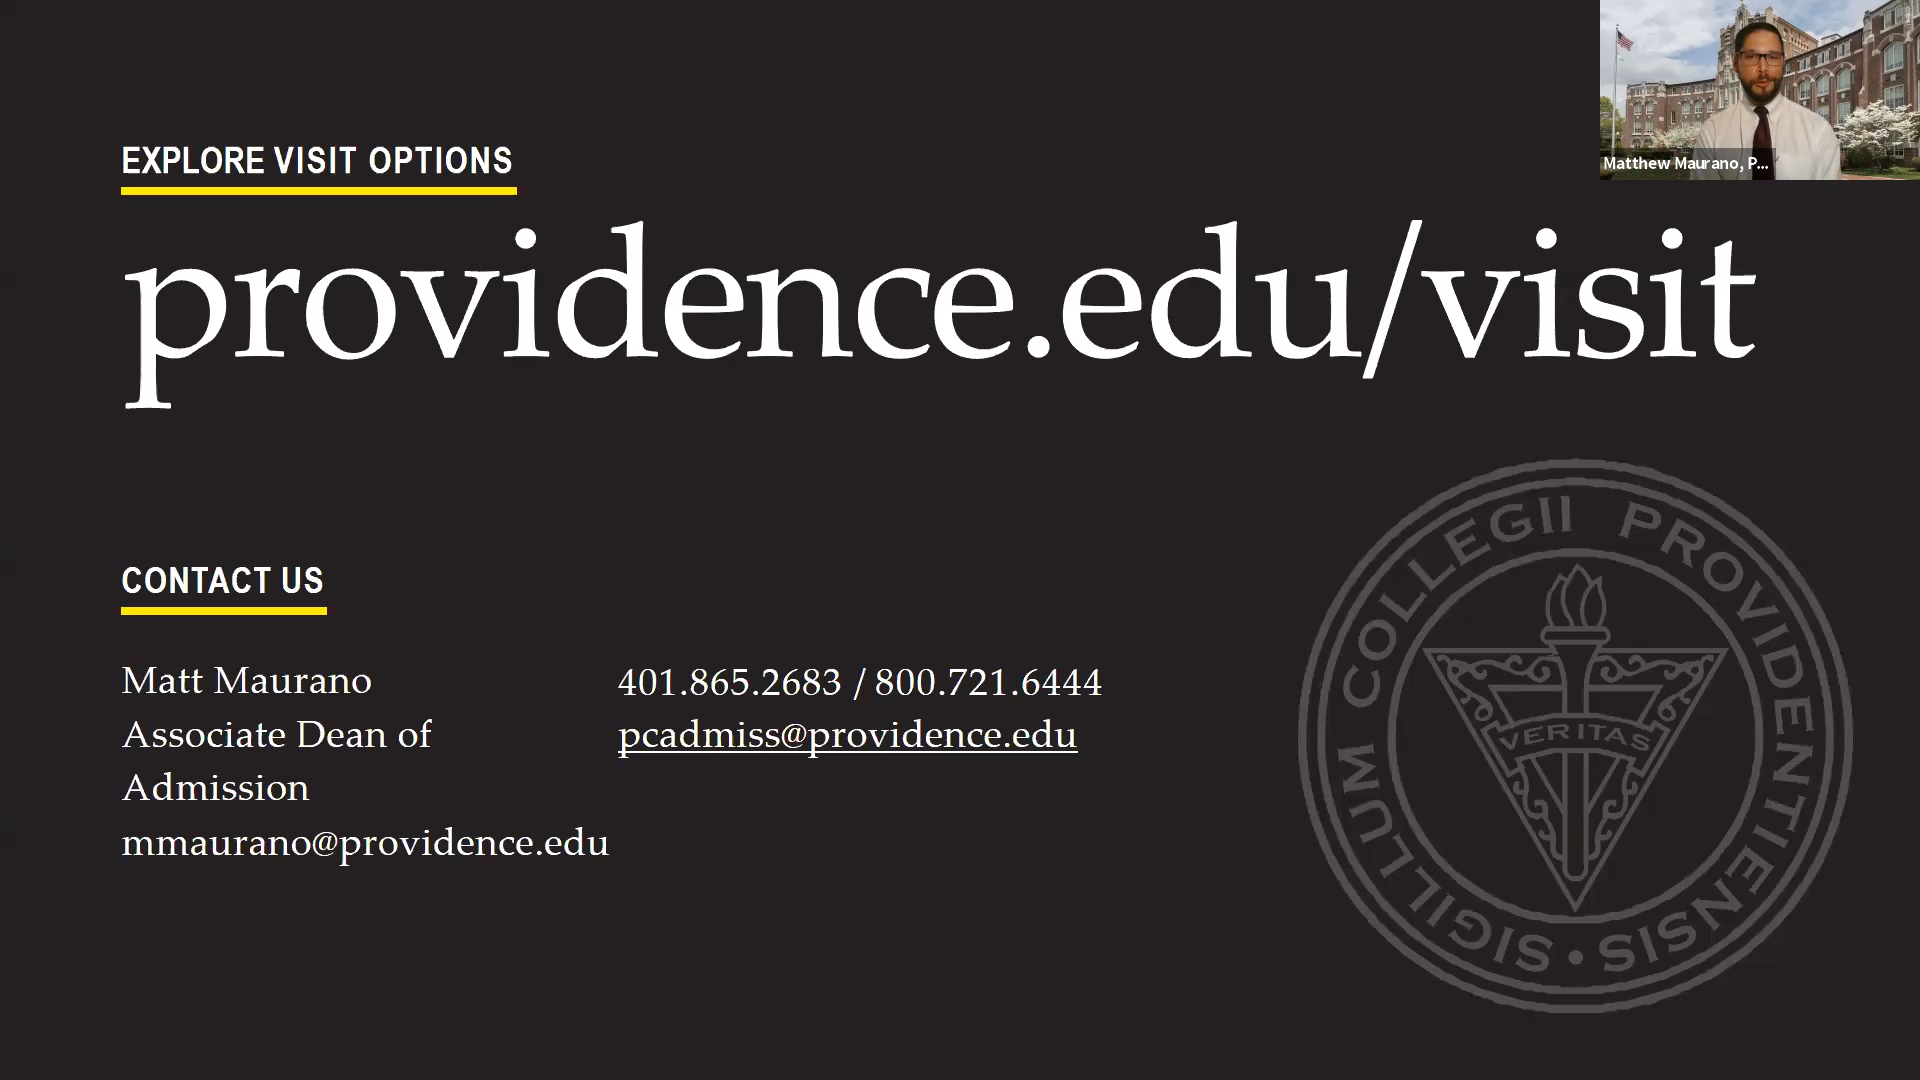 Matthew Maurano, P...
EXPLORE VISIT OPTIONS
providence.edu/visit
CONTACT US
Matt Maurano
Associate Dean of
Admission
mmaurano@providence.edu
401.865.2683 / 800.721.6444
pcadmiss@providence.edu
SIGILLUM COLLEGII PROVIDENTIENSIS
VERITAS